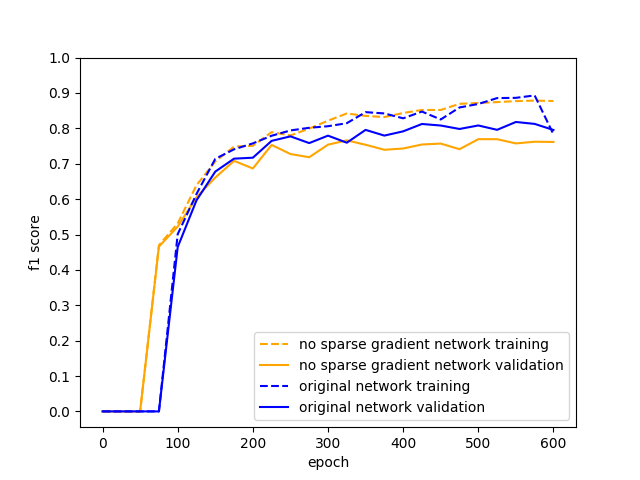 1.0
0.9
0.8
0.7
0.6
0.5
0.4
0.3
0.2
0.1
0.0
f1 score
no sparse gradient network training
no sparse gradient network validation
original network training
original network validation
0 100 200 300 400 500 600
epoch